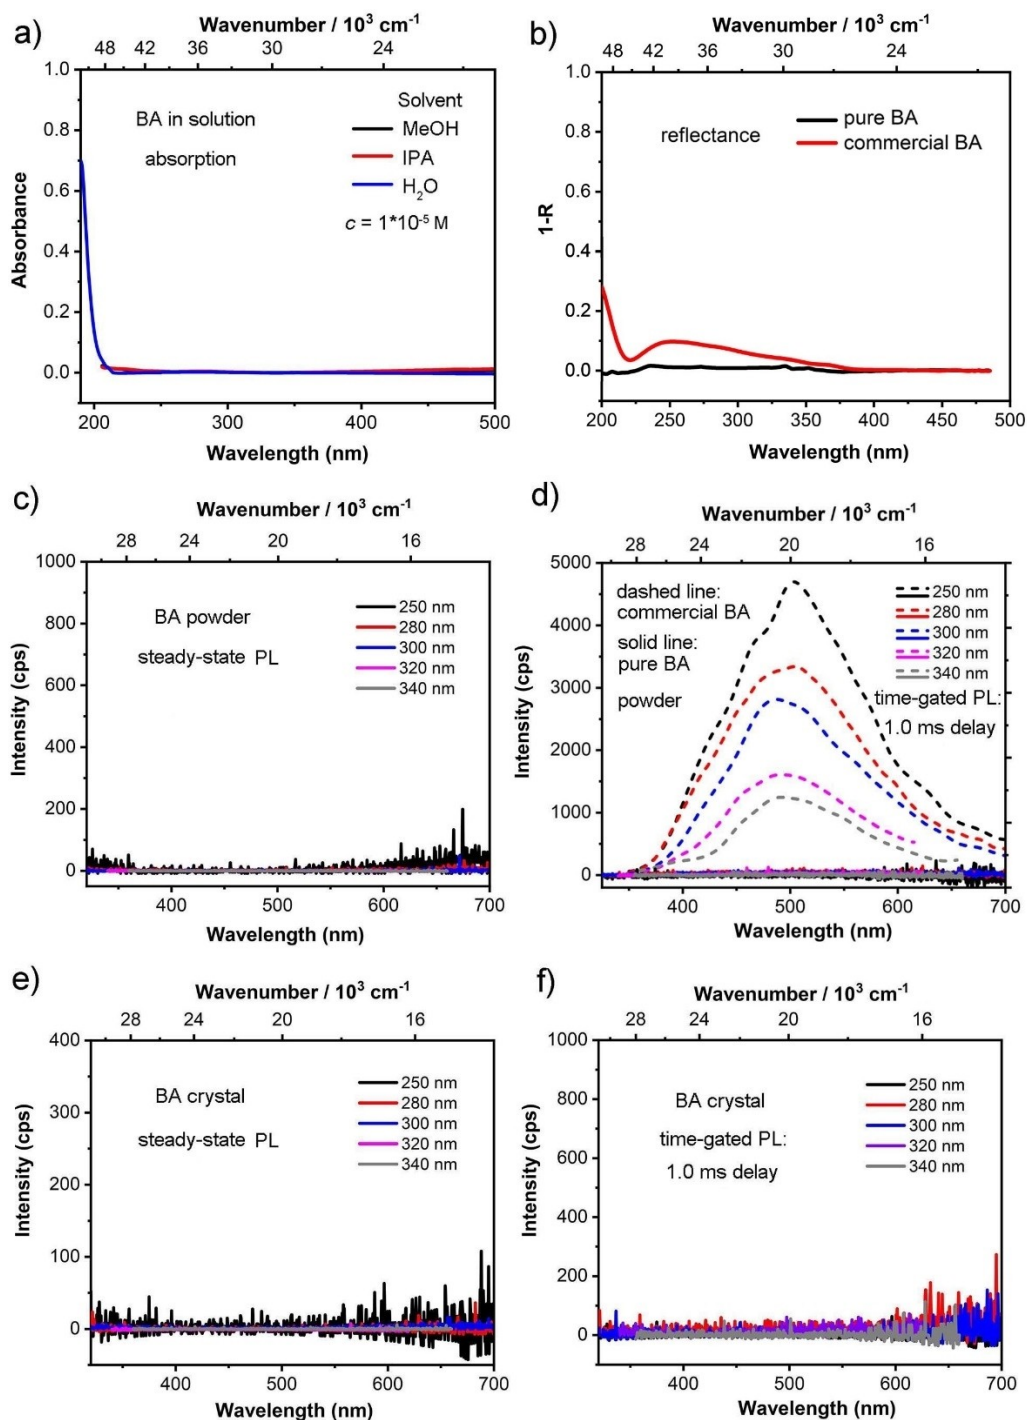 a)
Wavenumber / 10³ cm⁻¹
48 42 36 30 24
1.0
0.8
0.6
0.4
0.2
0.0
Absorbance
BA in solution
absorption
Solvent
MeOH
IPA
H₂O
c = 1*10⁻⁵ M
200 300 400 500
Wavelength (nm)
b)
Wavenumber / 10³ cm⁻¹
48 42 36 30 24
1.0
0.8
0.6
0.4
0.2
0.0
1-R
reflectance
pure BA
commercial BA
200 250 300 350 400 450 500
Wavelength (nm)
c)
Wavenumber / 10³ cm⁻¹
28 24 20 16
1000
800
600
400
200
0
Intensity (cps)
BA powder
steady-state PL
250 nm
280 nm
300 nm
320 nm
340 nm
400 500 600 700
Wavelength (nm)
d)
Wavenumber / 10³ cm⁻¹
28 24 20 16
5000
4000
3000
2000
1000
0
Intensity (cps)
dashed line:
commercial BA
solid line:
pure BA
powder
250 nm
280 nm
300 nm
320 nm
340 nm
time-gated PL:
1.0 ms delay
400 500 600 700
Wavelength (nm)
e)
Wavenumber / 10³ cm⁻¹
28 24 20 16
400
300
200
100
0
Intensity (cps)
BA crystal
steady-state PL
250 nm
280 nm
300 nm
320 nm
340 nm
400 500 600 700
Wavelength (nm)
f)
Wavenumber / 10³ cm⁻¹
28 24 20 16
1000
800
600
400
200
0
Intensity (cps)
BA crystal
time-gated PL:
1.0 ms delay
250 nm
280 nm
300 nm
320 nm
340 nm
400 500 600 700
Wavelength (nm)